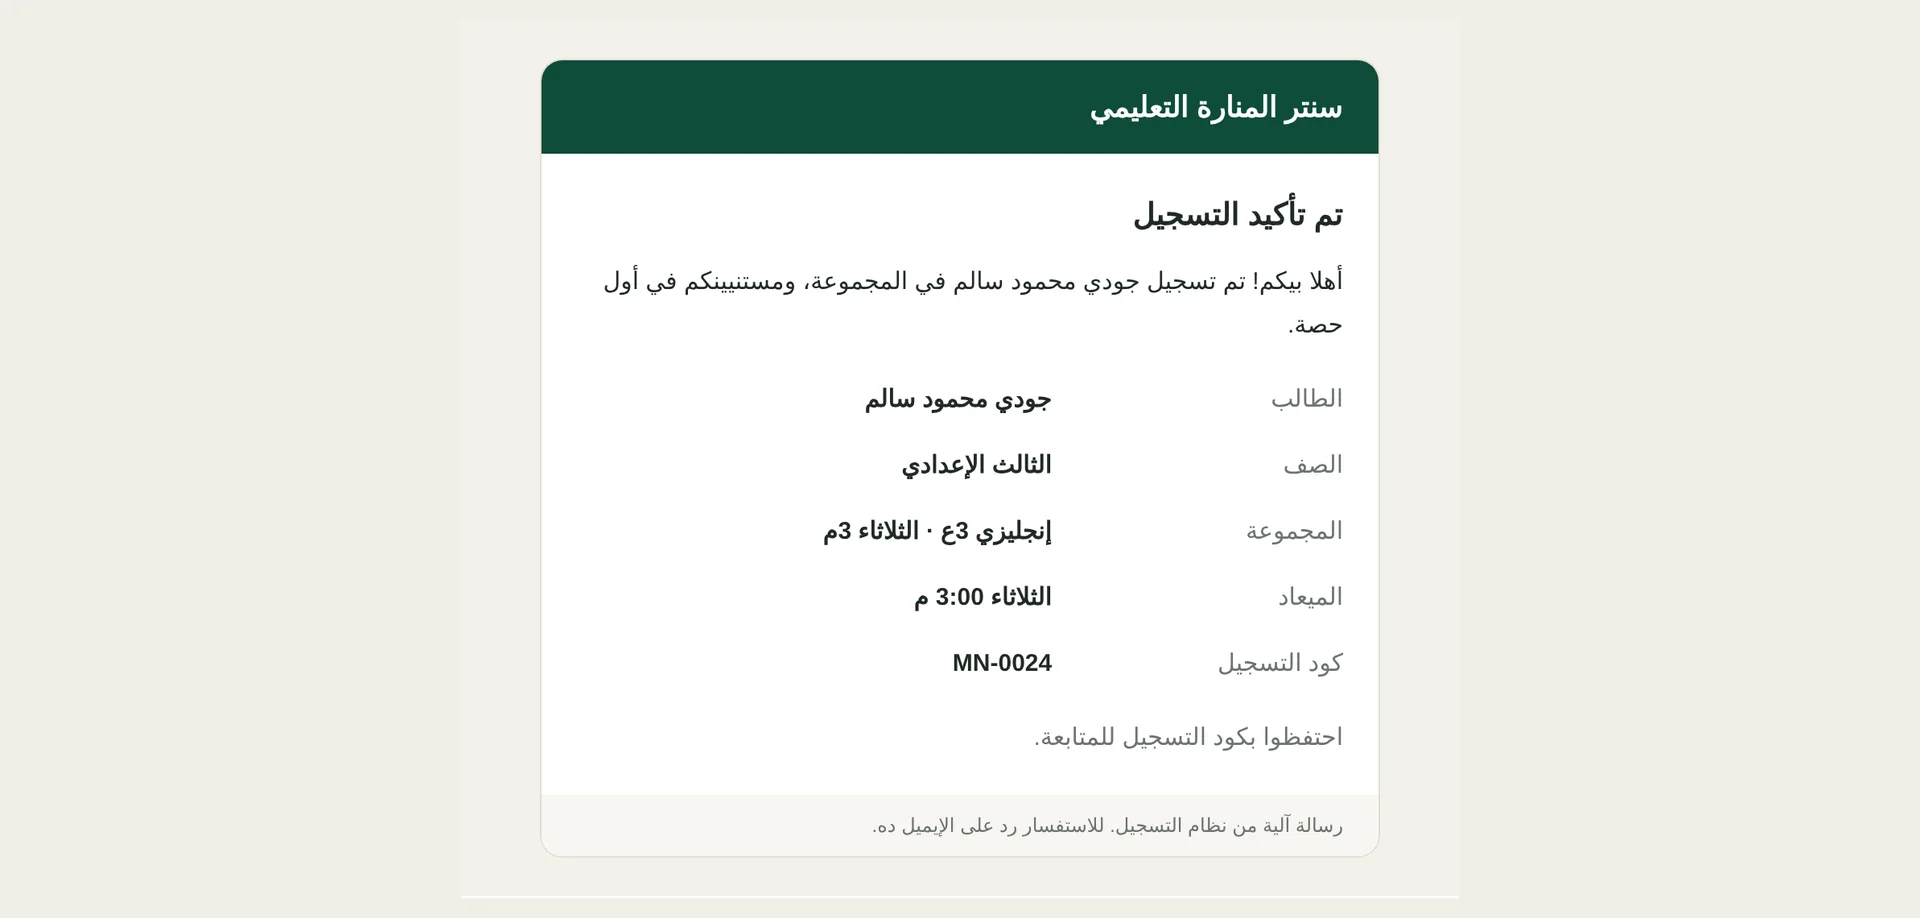 سنتر المنارة التعليمي
تم تأكيد التسجيل
أهلا بيكم! تم تسجيل جودي محمود سالم في المجموعة، ومستنيينكم في أول
حصة.
الطالب جودي محمود سالم
الصف الثالث الإعدادي
المجموعة إنجليزي 3ع · الثلاثاء 3م
الميعاد الثلاثاء 3:00 م
كود التسجيل MN-0024
احتفظوا بكود التسجيل للمتابعة.
رسالة آلية من نظام التسجيل. للاستفسار رد على الإيميل ده.